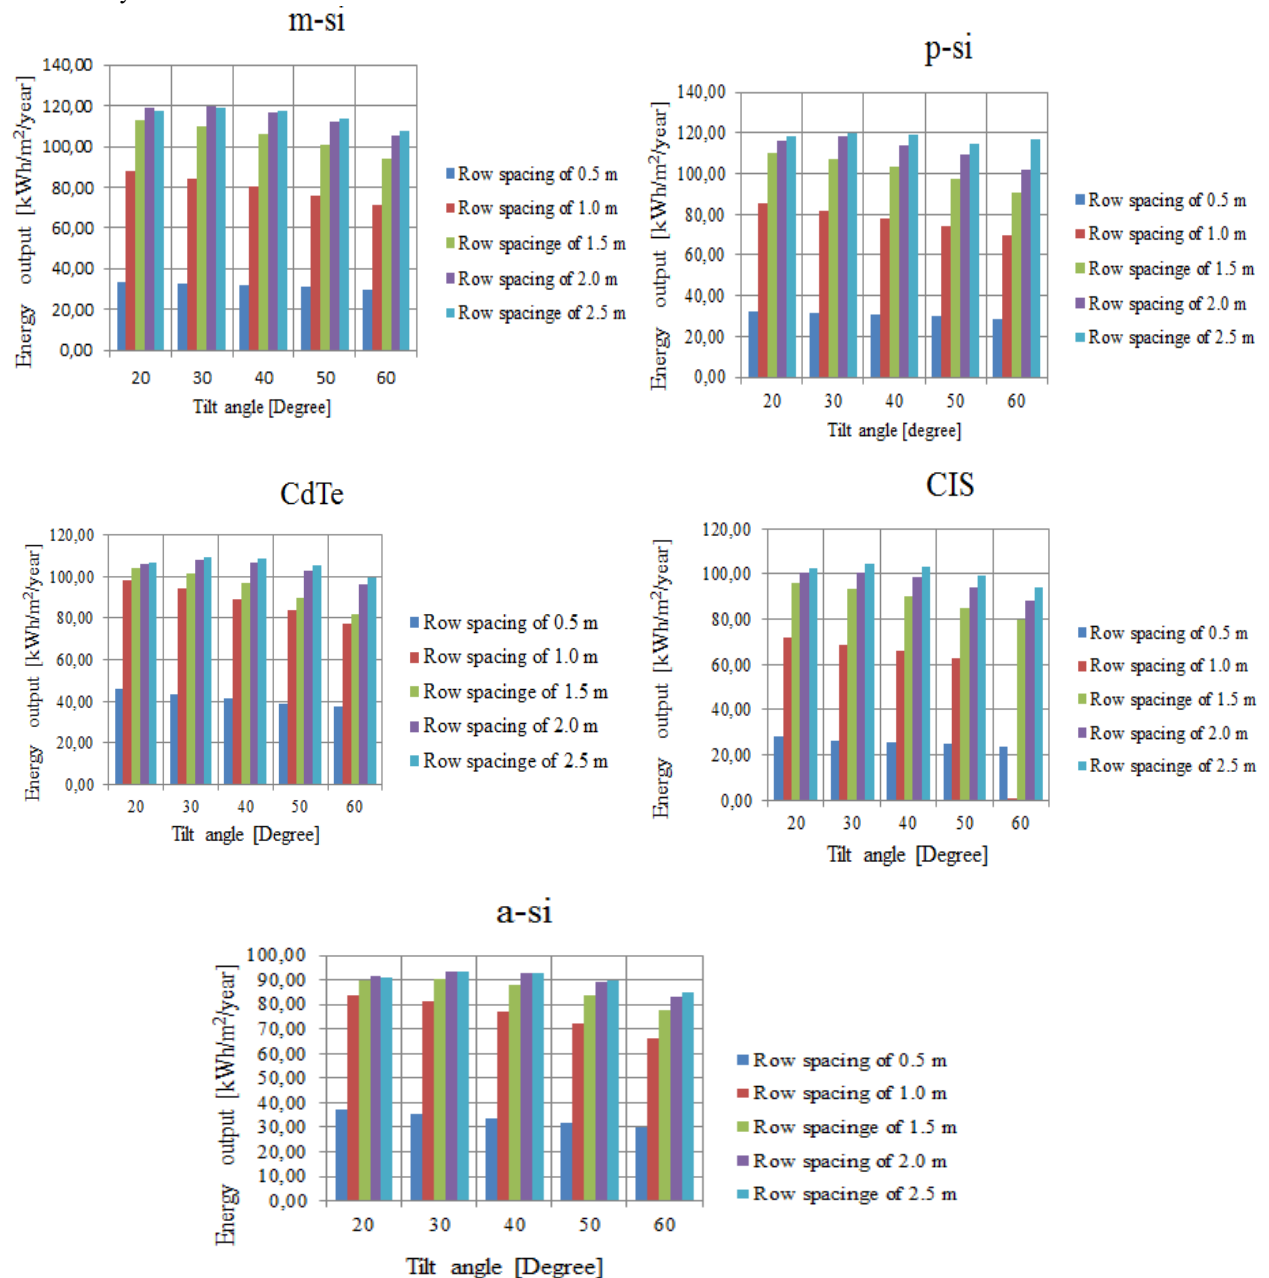 m-si
140,00
120,00
100,00
80,00
60,00
40,00
20,00
0,00
Energy output [kWh/m²/year]
20 30 40 50 60
Tilt angle [Degree]
Row spacing of 0.5 m
Row spacing of 1.0 m
Row spacinge of 1.5 m
Row spacing of 2.0 m
Row spacinge of 2.5 m
p-si
140,00
120,00
100,00
80,00
60,00
40,00
20,00
0,00
Energy output [kWh/m²/year]
20 30 40 50 60
Tilt angle [degree]
Row spacing of 0.5 m
Row spacing of 1.0 m
Row spacinge of 1.5 m
Row spacing of 2.0 m
Row spacinge of 2.5 m
CdTe
120,00
100,00
80,00
60,00
40,00
20,00
0,00
Energy output [kWh/m²/year]
20 30 40 50 60
Tilt angle [Degree]
Row spacing of 0.5 m
Row spacing of 1.0 m
Row spacinge of 1.5 m
Row spacing of 2.0 m
Row spacinge of 2.5 m
CIS
120,00
100,00
80,00
60,00
40,00
20,00
0,00
Energy output [kWh/m²/year]
20 30 40 50 60
Tilt angle [Degree]
Row spacing of 0.5 m
Row spacing of 1.0 m
Row spacinge of 1.5 m
Row spacing of 2.0 m
Row spacinge of 2.5 m
a-si
100,00
90,00
80,00
70,00
60,00
50,00
40,00
30,00
20,00
10,00
0,00
Energy output [kWh/m²/year]
20 30 40 50 60
Tilt angle [Degree]
Row spacing of 0.5 m
Row spacing of 1.0 m
Row spacinge of 1.5 m
Row spacing of 2.0 m
Row spacinge of 2.5 m